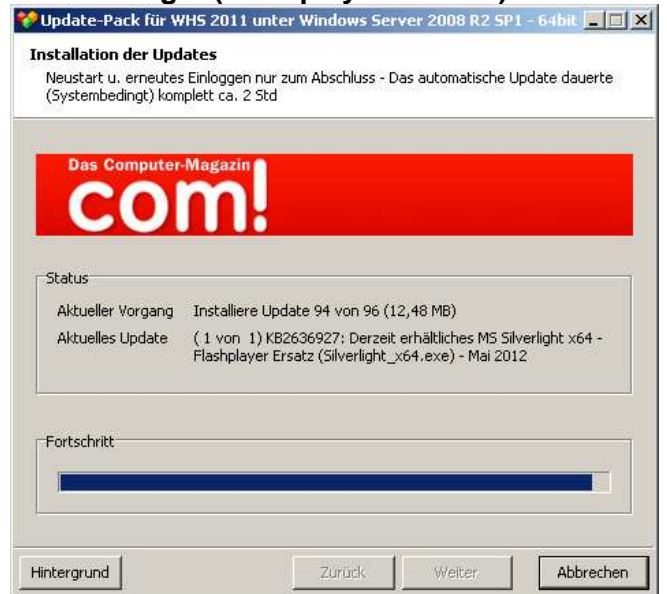 Update-Pack für WHS 2011 unter Windows Server 2008 R2 SP1 - 64bit
Installation der Updates
Neustart u. erneutes Einloggen nur zum Abschluss - Das automatische Update dauerte
(Systembedingt) komplett ca. 2 Std
Das Computer-Magazin
com!
Status
Aktueller Vorgang Installiere Update 94 von 96 (12,48 MB)
Aktuelles Update ( 1 von 1) KB2636927: Derzeit erhältliches MS Silverlight x64 -
Flashplayer Ersatz (Silverlight_x64.exe) - Mai 2012
Fortschritt
Hintergrund Zurück Weiter Abbrechen